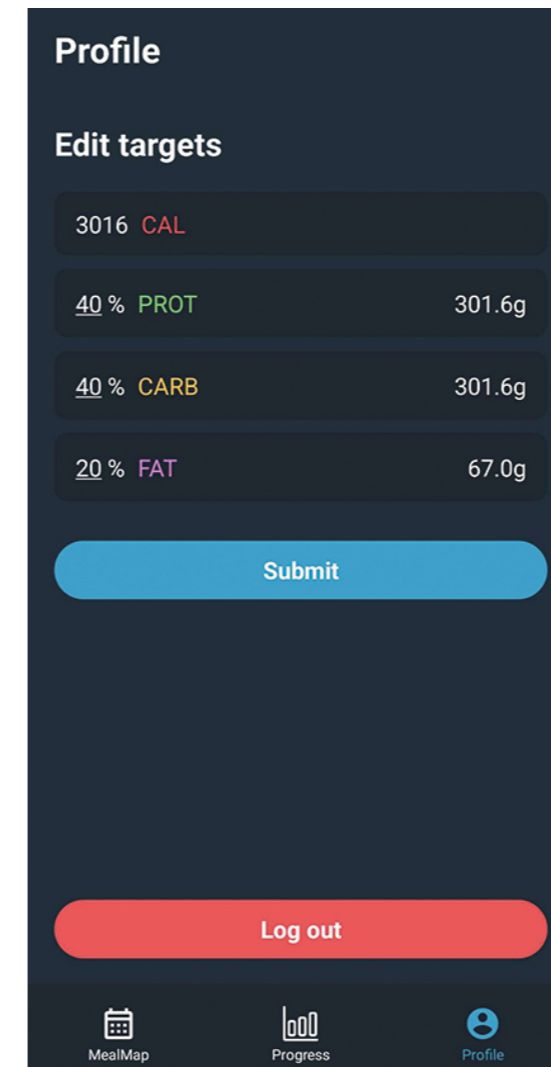 Profile
Edit targets
3016 CAL
40 % PROT 301.6g
40 % CARB 301.6g
20 % FAT 67.0g
Submit
Log out
MealMap Progress Profile